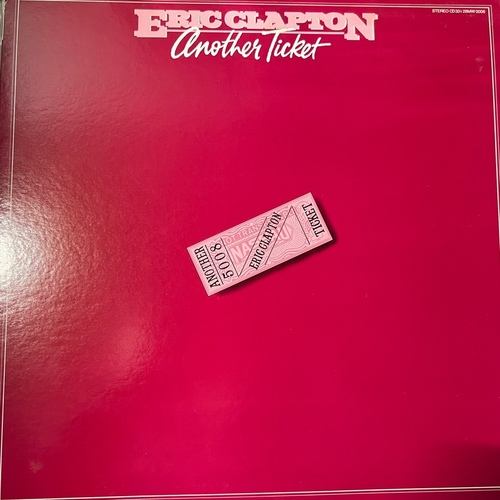 ERIC CLAPTON
Another Ticket
ANOTHER
5008
ERIC CLAPTON
TICKET